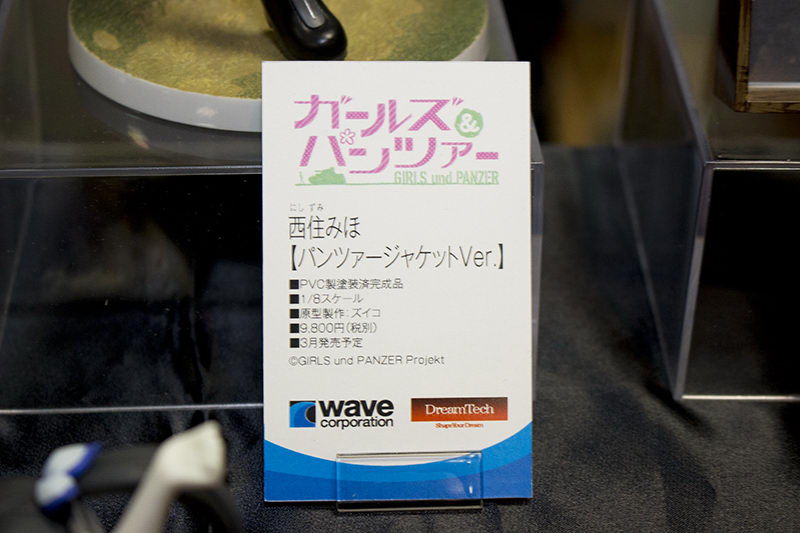 ガールズ&
パンツァー
GIRLS und PANZER
にし ずみ
西住みほ
【パンツァージャケットVer.】
■PVC製塗装済完成品
■1/8スケール
■原型製作:ズイコ
■9,800円(税別)
■3月発売予定
©GIRLS und PANZER Projekt
wave
corporation
DreamTech
ShapeYourDream